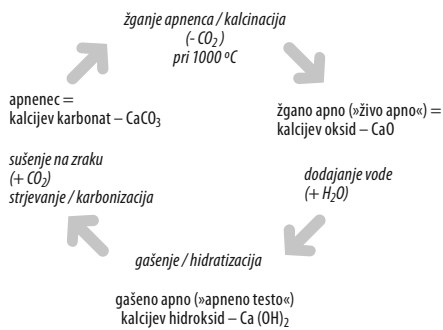 žganje apnenca / kalcinacija
(- CO₂ )
pri 1000 ºC
apnenec =
kalcijev karbonat – CaCO₃
žgano apno (»živo apno«) =
kalcijev oksid – CaO
sušenje na zraku
(+ CO₂)
strjevanje / karbonizacija
dodajanje vode
(+ H₂O)
gašenje / hidratizacija
gašeno apno (»apneno testo«)
kalcijev hidroksid – Ca (OH)₂